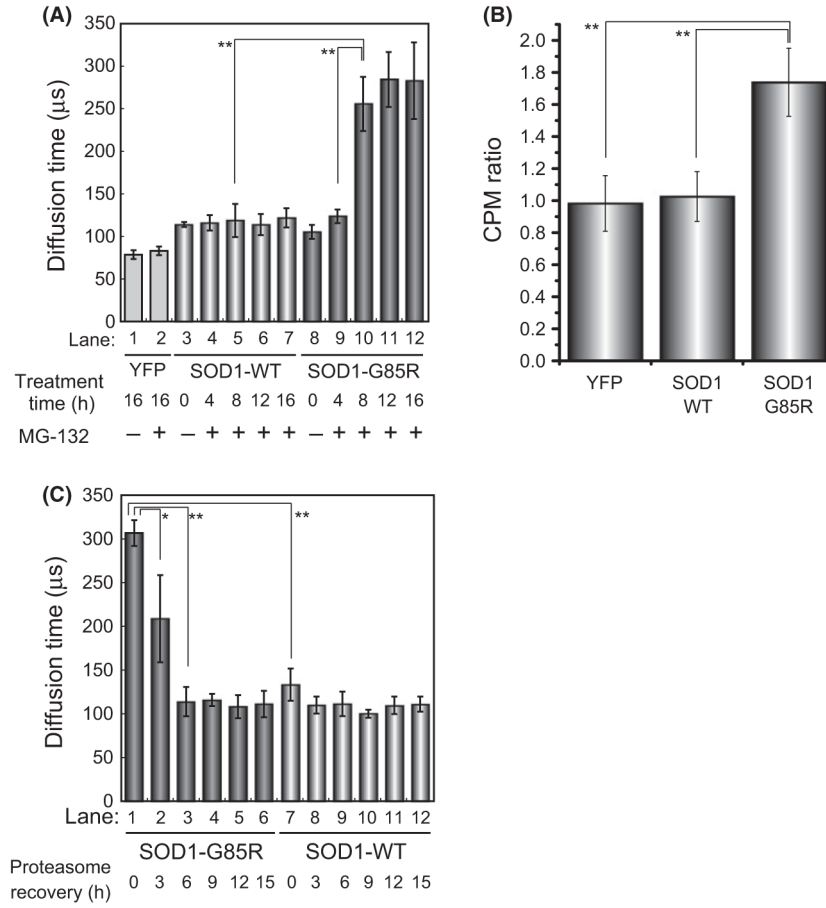 (A)
350
300
250
200
150
100
50
0
Diffusion time (µs)
**
**
Lane: 1 2 3 4 5 6 7 8 9 10 11 12
YFP SOD1-WT SOD1-G85R
Treatment
time (h) 16 16 0 4 8 12 16 0 4 8 12 16
MG-132 – + – + + + + – + + + +
(B)
2.0
1.8
1.6
1.4
1.2
1.0
0.8
0.6
0.4
0.2
0.0
CPM ratio
**
**
YFP SOD1 SOD1
WT G85R
(C)
350
300
250
200
150
100
50
0
Diffusion time (µs)
* ** **
Lane: 1 2 3 4 5 6 7 8 9 10 11 12
SOD1-G85R SOD1-WT
Proteasome
recovery (h) 0 3 6 9 12 15 0 3 6 9 12 15